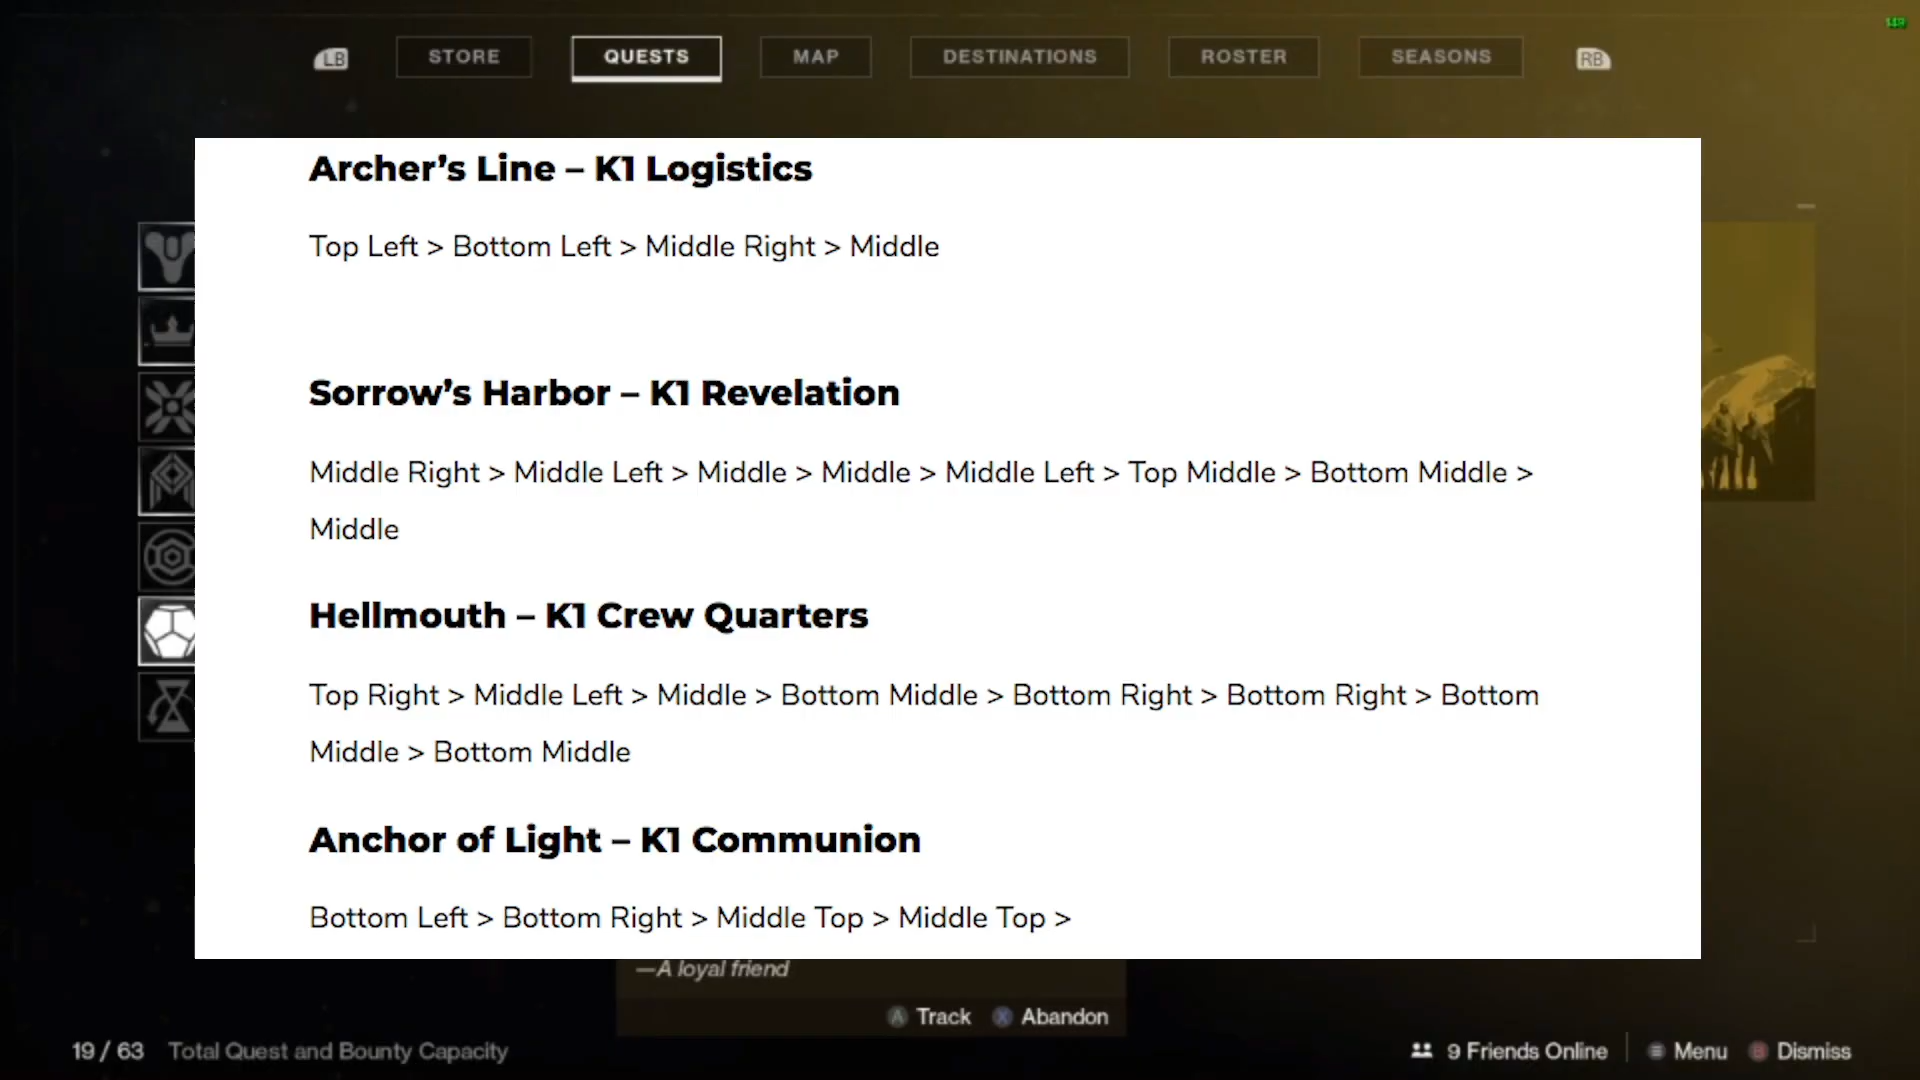 149
LB STORE QUESTS MAP DESTINATIONS ROSTER SEASONS RB
Archer’s Line – K1 Logistics
Top Left > Bottom Left > Middle Right > Middle
Sorrow’s Harbor – K1 Revelation
Middle Right > Middle Left > Middle > Middle > Middle Left > Top Middle > Bottom Middle >
Middle
Hellmouth – K1 Crew Quarters
Top Right > Middle Left > Middle > Bottom Middle > Bottom Right > Bottom Right > Bottom
Middle > Bottom Middle
Anchor of Light – K1 Communion
Bottom Left > Bottom Right > Middle Top > Middle Top >
—A loyal friend
A Track X Abandon
19 / 63 Total Quest and Bounty Capacity
9 Friends Online Menu B Dismiss